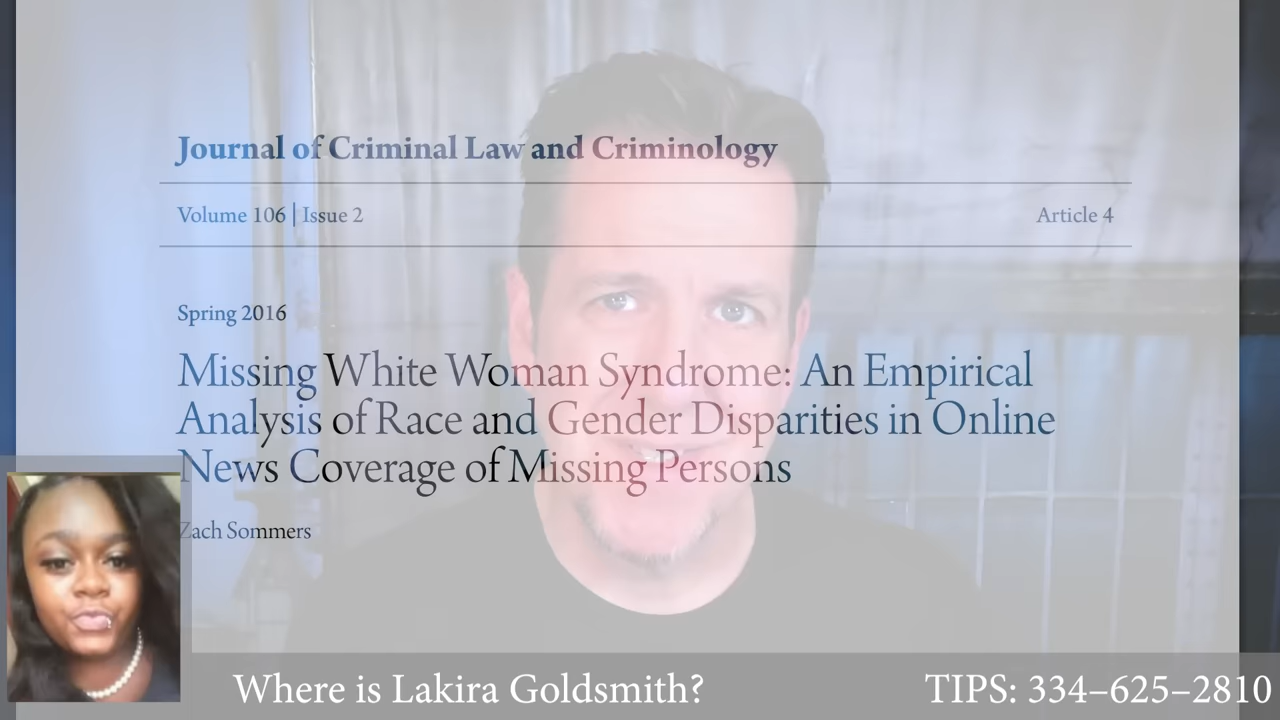 Journal of Criminal Law and Criminology
Volume 106 | Issue 2
Article 4
Spring 2016
Missing White Woman Syndrome: An Empirical
Analysis of Race and Gender Disparities in Online
News Coverage of Missing Persons
Zach Sommers
Where is Lakira Goldsmith?
TIPS: 334–625–2810